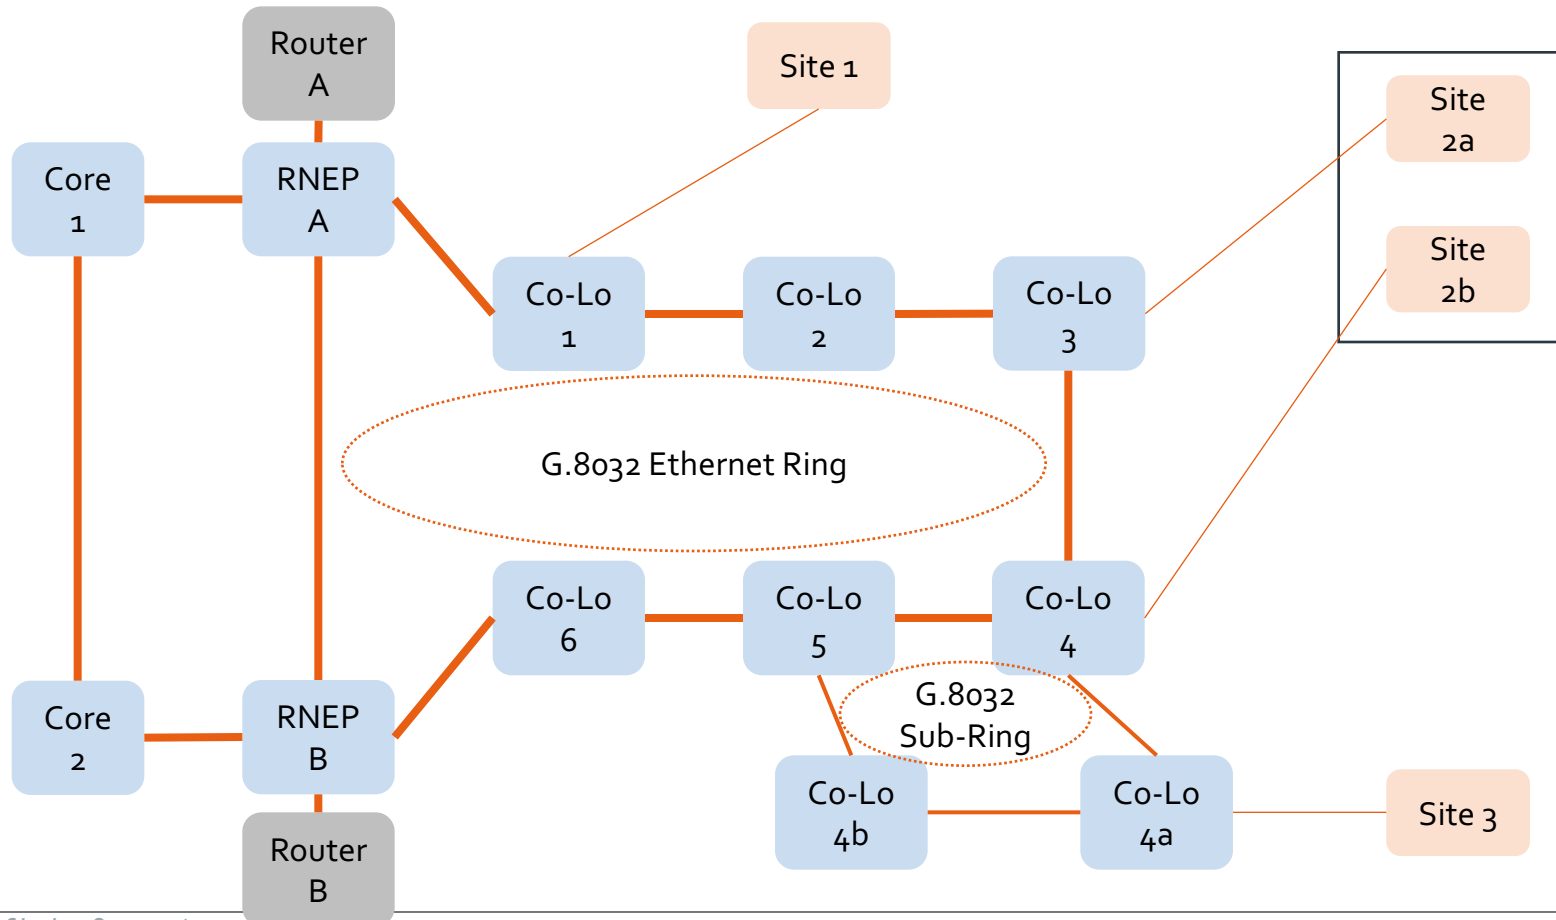 Router
A
Site 1
Site
2a
Core
1
RNEP
A
Site
2b
Co-Lo
1
Co-Lo
2
Co-Lo
3
G.8032 Ethernet Ring
Co-Lo
6
Co-Lo
5
Co-Lo
4
G.8032
Sub-Ring
Core
2
RNEP
B
Co-Lo
4b
Co-Lo
4a
Site 3
Router
B